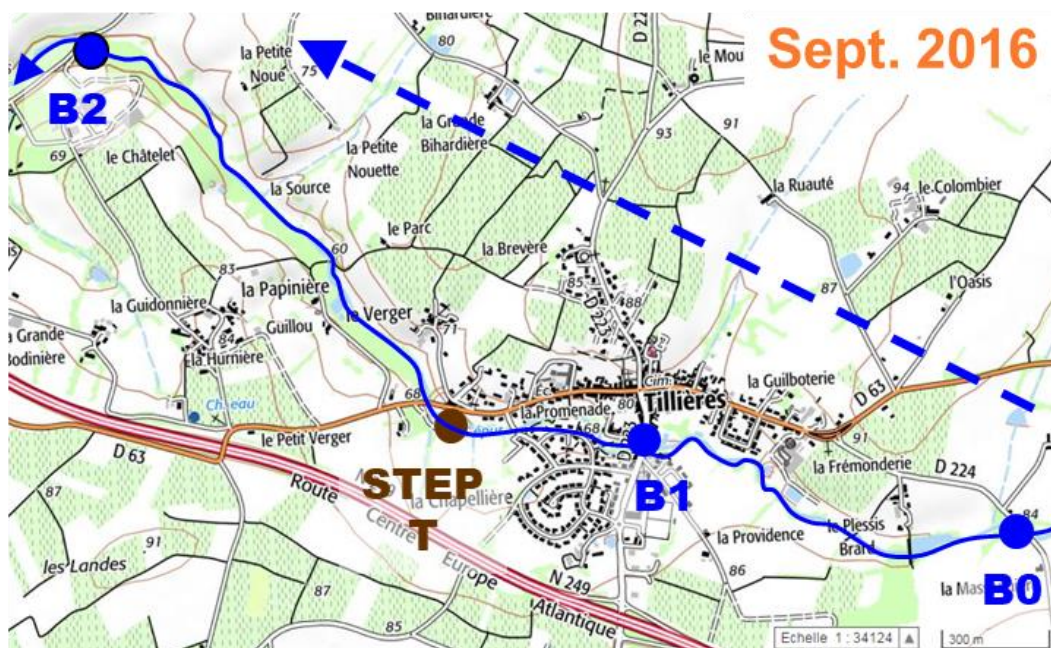 Bihardière
D 22
Sept. 2016
la Petite
Noue
75
80
le Mou
93
91
B2
69
le Châtelet
la Grande
Bihardière
la Petite
Nouette
la Source
la Ruauté
94
le Colombier
le Parc
60
la Brevère
83
la Guidonnière
la Papinière
85
D 223
88
87
l'Oasis
la Grande
Bodinière
84
la Hurnière
Guillou
le Verger
71
Cim.
Tillières
la Guilboterie
D 63
68
la Promenade
80
le Petit Verger
68
D 63
Route
STEP
T
la Chapellière
B1
91
la Frémonderie
D 224
84
87
91
les Landes
Centre
Europe
Atlantique
N 249
la Providence
le Plessis
Brard
86
B0
87
85
Echelle 1 : 34124
300 m